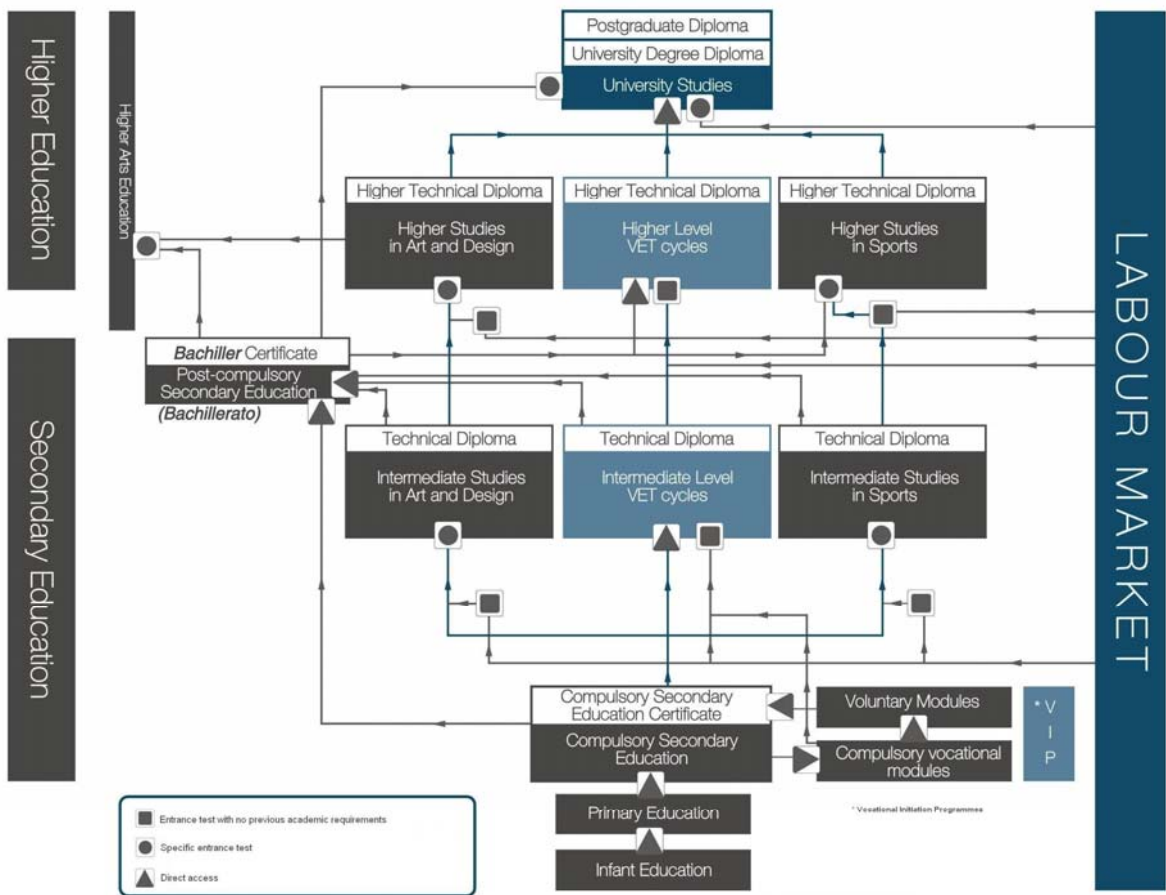 Higher Education
Higher Arts Education
Postgraduate Diploma
University Degree Diploma
University Studies
Higher Technical Diploma
Higher Studies
in Art and Design
Higher Technical Diploma
Higher Level
VET cycles
Higher Technical Diploma
Higher Studies
in Sports
LABOUR MARKET
Secondary Education
Bachiller Certificate
Post-compulsory
Secondary Education
(Bachillerato)
Technical Diploma
Intermediate Studies
in Art and Design
Technical Diploma
Intermediate Level
VET cycles
Technical Diploma
Intermediate Studies
in Sports
Compulsory Secondary
Education Certificate
Compulsory Secondary
Education
Voluntary Modules
Compulsory vocational
modules
* V
I
P
* Vocational Initiation Programmes
Primary Education
Infant Education
Entrance test with no previous academic requirements
Specific entrance test
Direct access